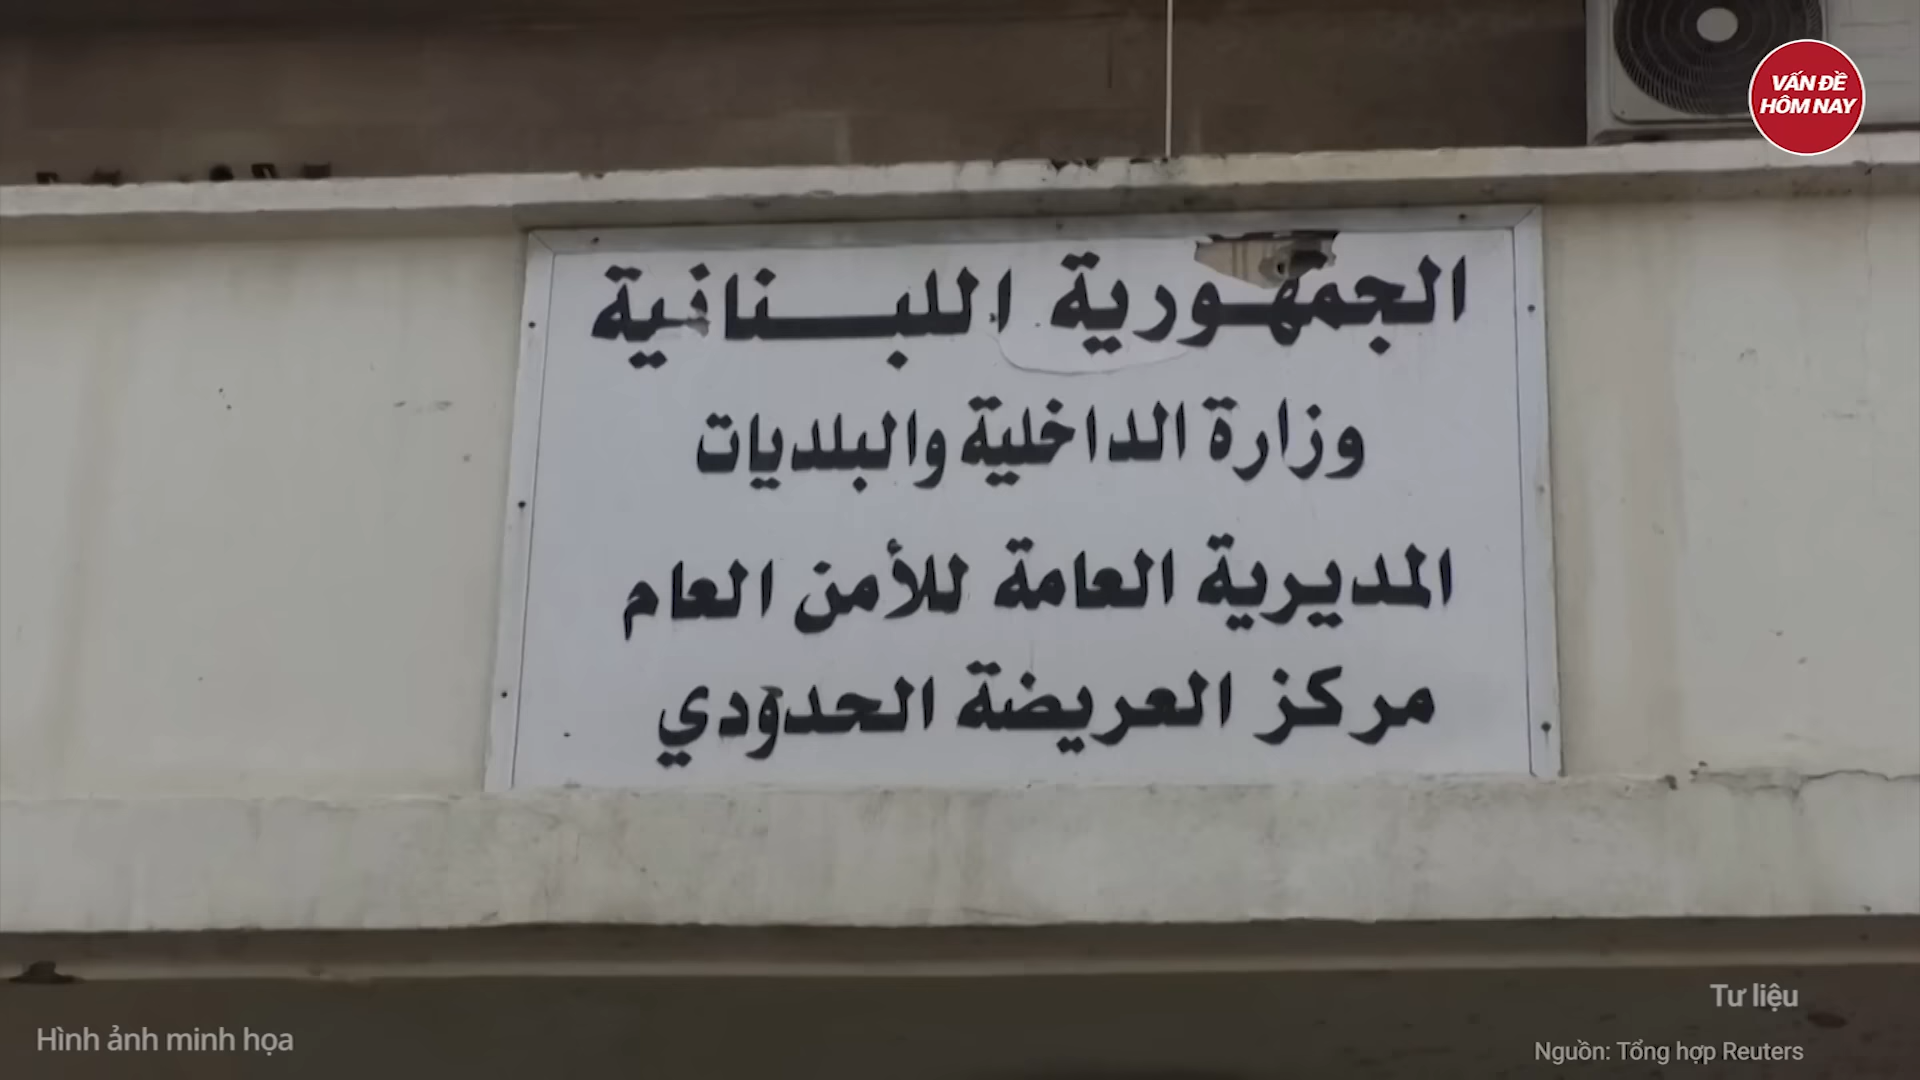 VẤN ĐỀ
HÔM NAY
الجمهورية اللبنانية
وزارة الداخلية والبلديات
المديرية العامة للأمن العام
مركز العريضة الحدودي
Tư liệu
Hình ảnh minh họa
Nguồn: Tổng hợp Reuters